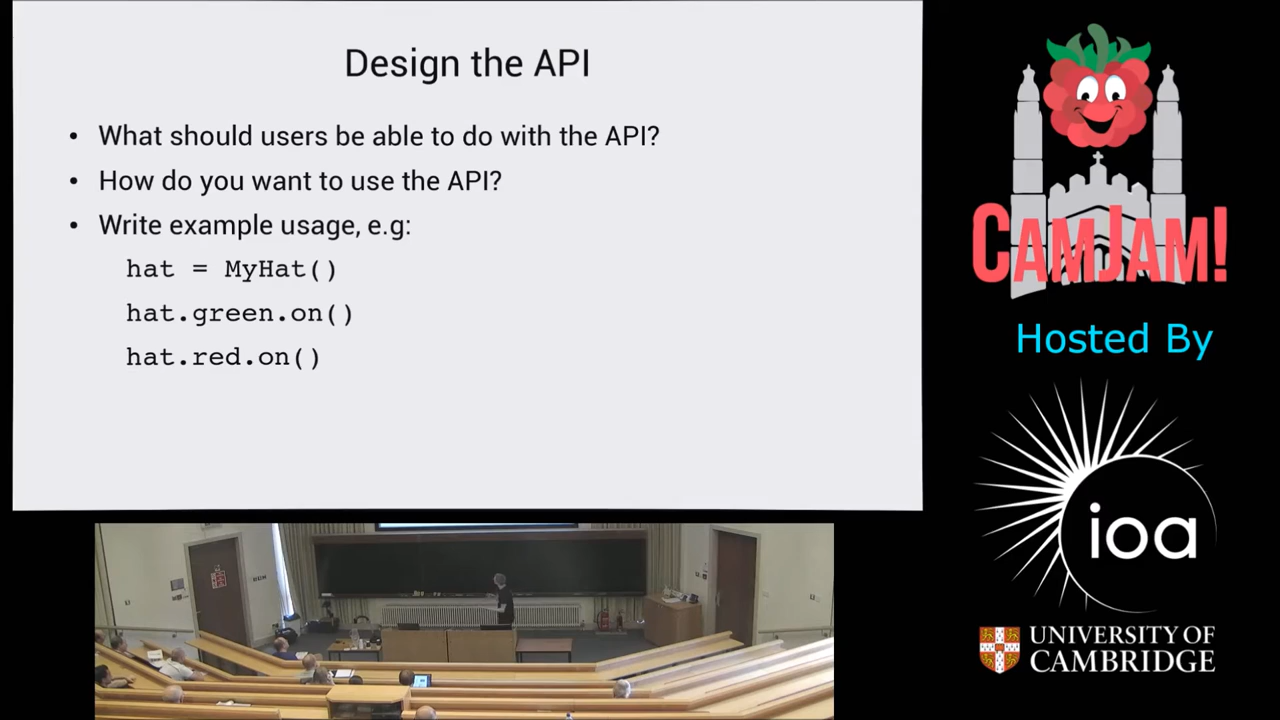 Design the API
• What should users be able to do with the API?
• How do you want to use the API?
• Write example usage, e.g:
hat = MyHat()
hat.green.on()
hat.red.on()
CAMJAM!
Hosted By
ioa
UNIVERSITY OF
CAMBRIDGE